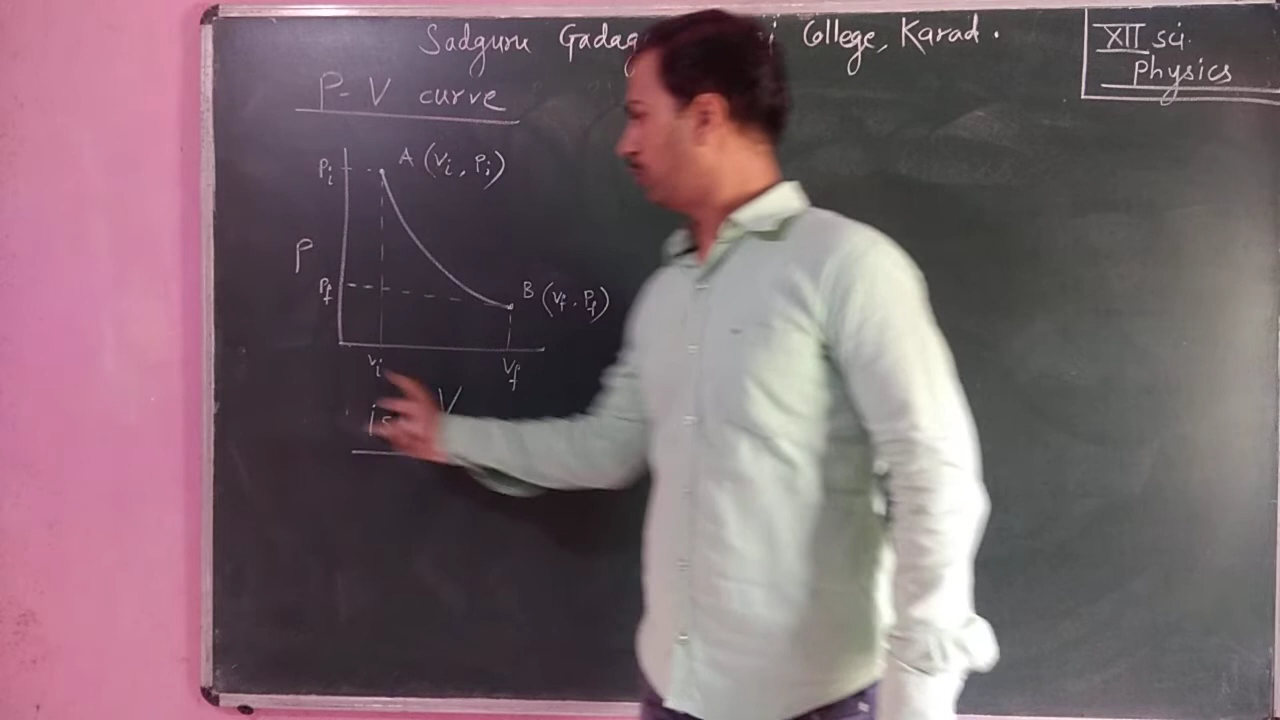 Sadguru Gadag College, Karad.
XII sci.
Physics
P-V curve
Pi A (Vi, Pi)
P
Pf B (Vf, Pf)
Vi Vf
V